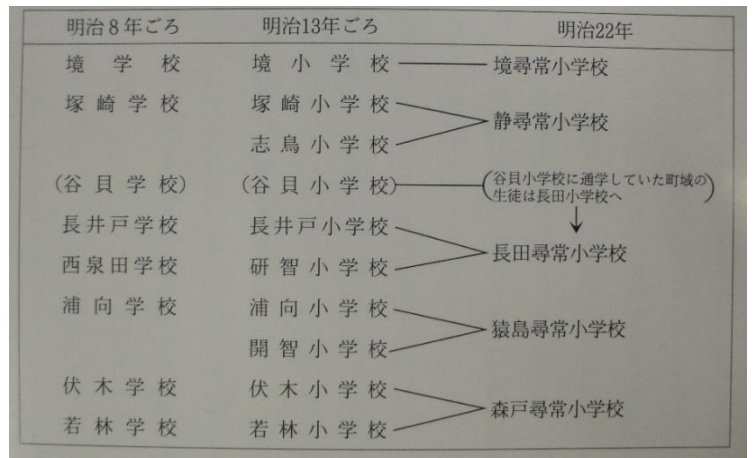 明治8年ごろ 明治13年ごろ 明治22年
境学校 境小学校 境尋常小学校
塚崎学校 塚崎小学校
静尋常小学校
志鳥小学校
(谷貝学校) (谷貝小学校) (谷貝小学校に通学していた町域の
生徒は長田小学校へ)
長井戸学校 長井戸小学校
長田尋常小学校
西泉田学校 研智小学校
浦向学校 浦向小学校
猿島尋常小学校
開智小学校
伏木学校 伏木小学校
森戸尋常小学校
若林学校 若林小学校